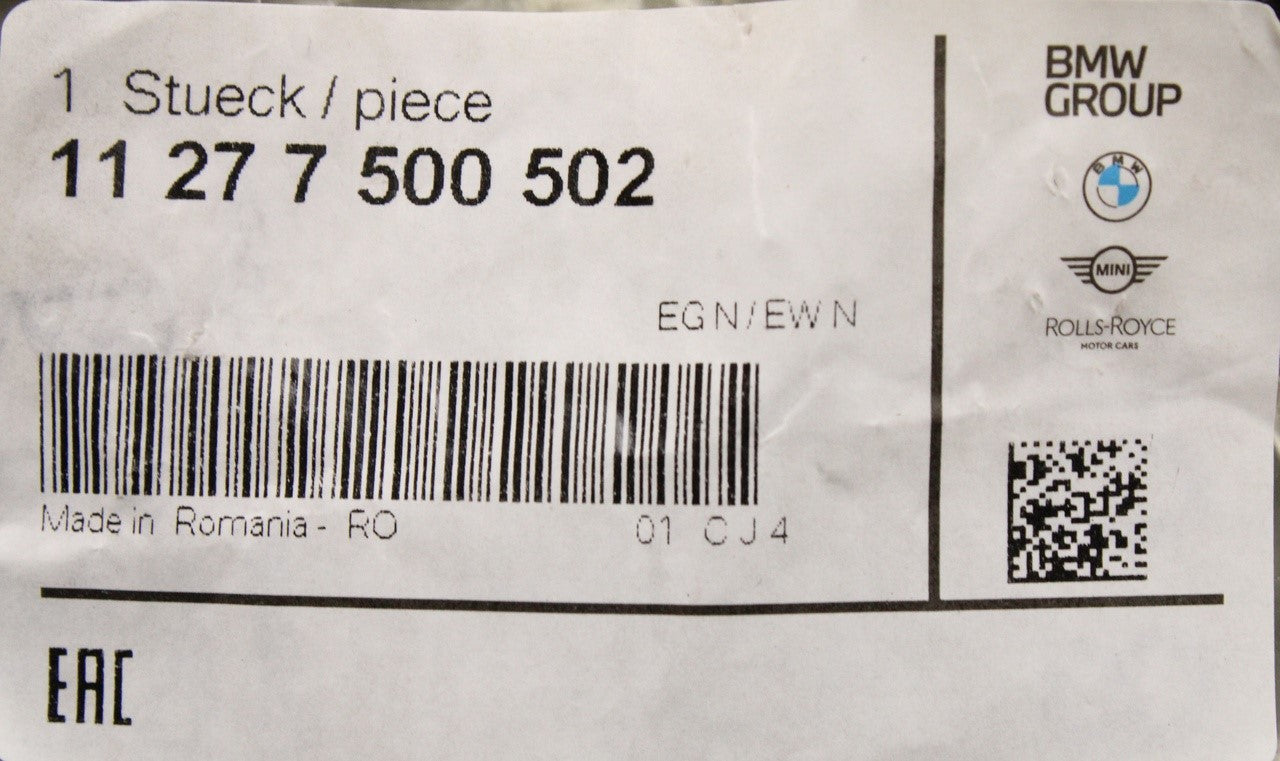 1 Stueck / piece
11 27 7 500 502
EGN/EWN
Made in Romania - RO
01 CJ4
EAC
BMW
GROUP
BMW
MINI
ROLLS-ROYCE
MOTOR CARS